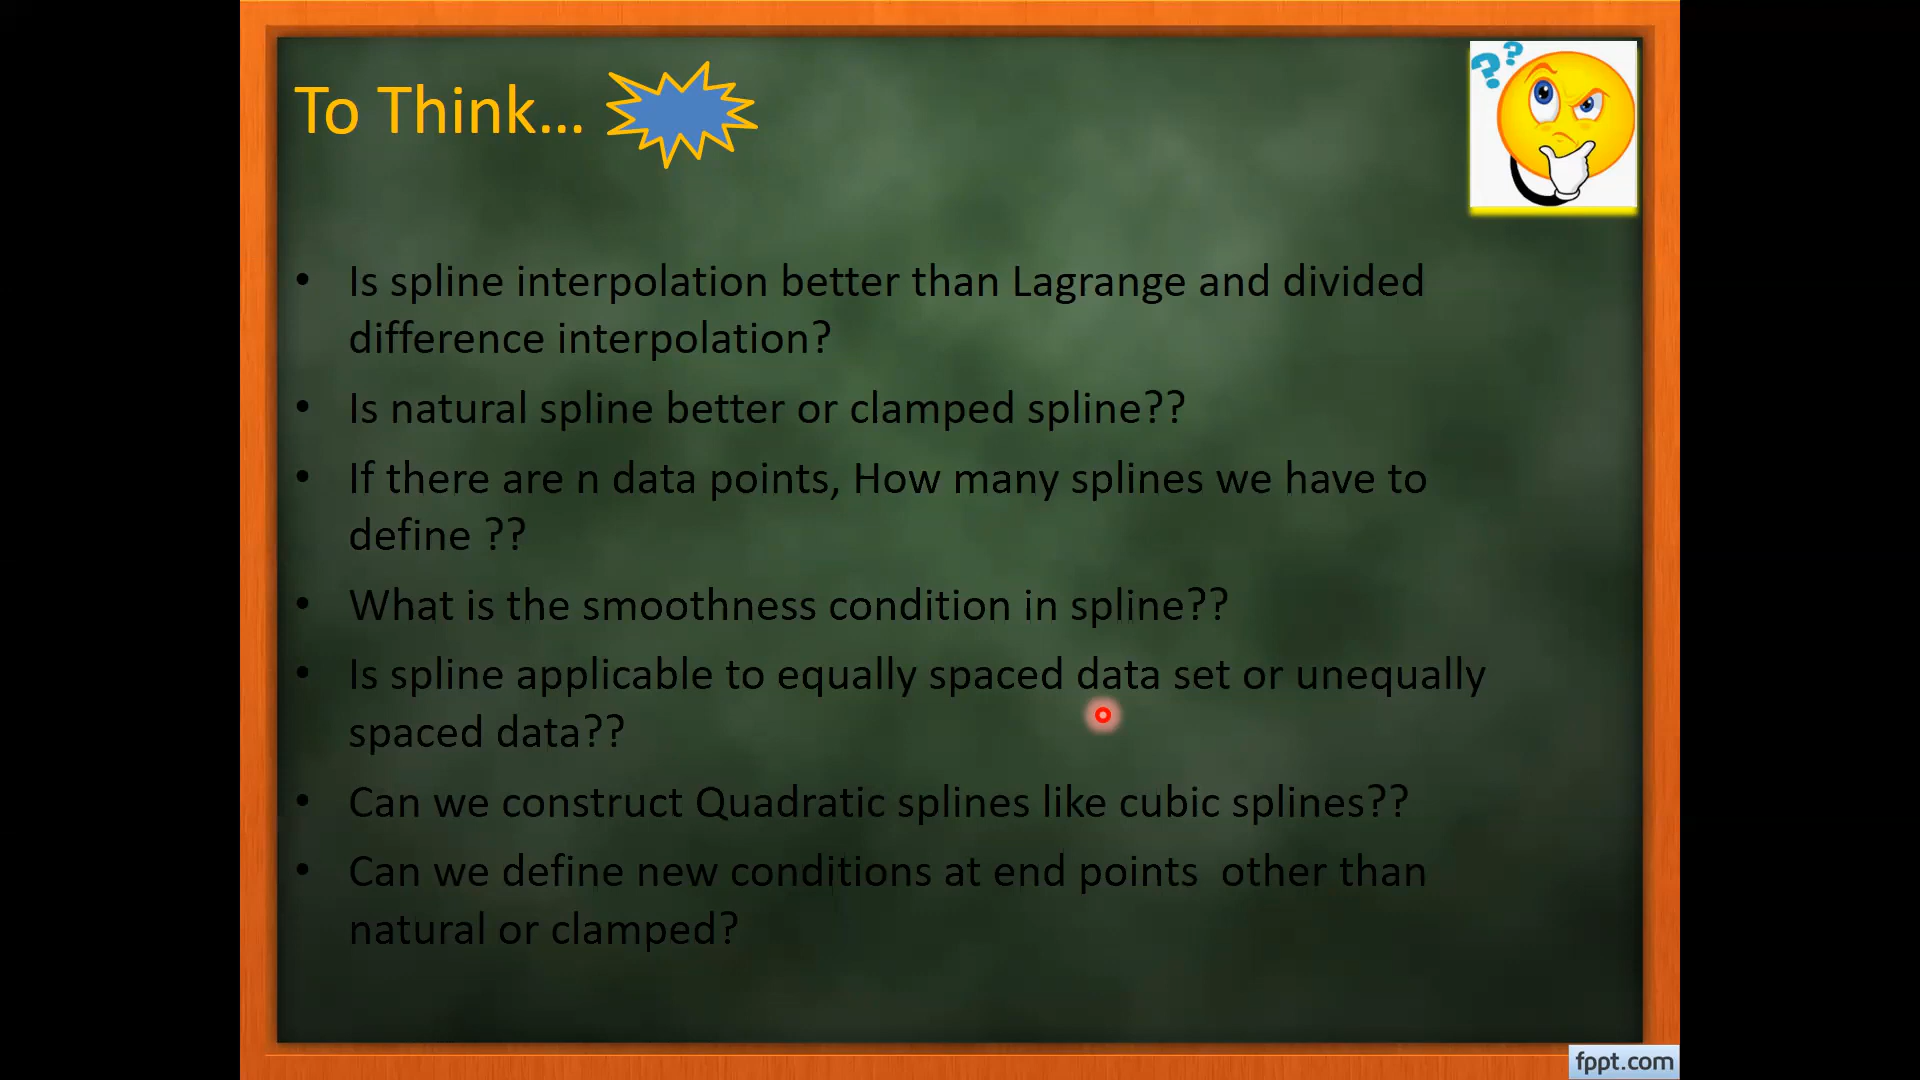 To Think...
? ?
• Is spline interpolation better than Lagrange and divided
difference interpolation?
• Is natural spline better or clamped spline??
• If there are n data points, How many splines we have to
define ??
• What is the smoothness condition in spline??
• Is spline applicable to equally spaced data set or unequally
spaced data??
• Can we construct Quadratic splines like cubic splines??
• Can we define new conditions at end points  other than
natural or clamped?
fppt.com